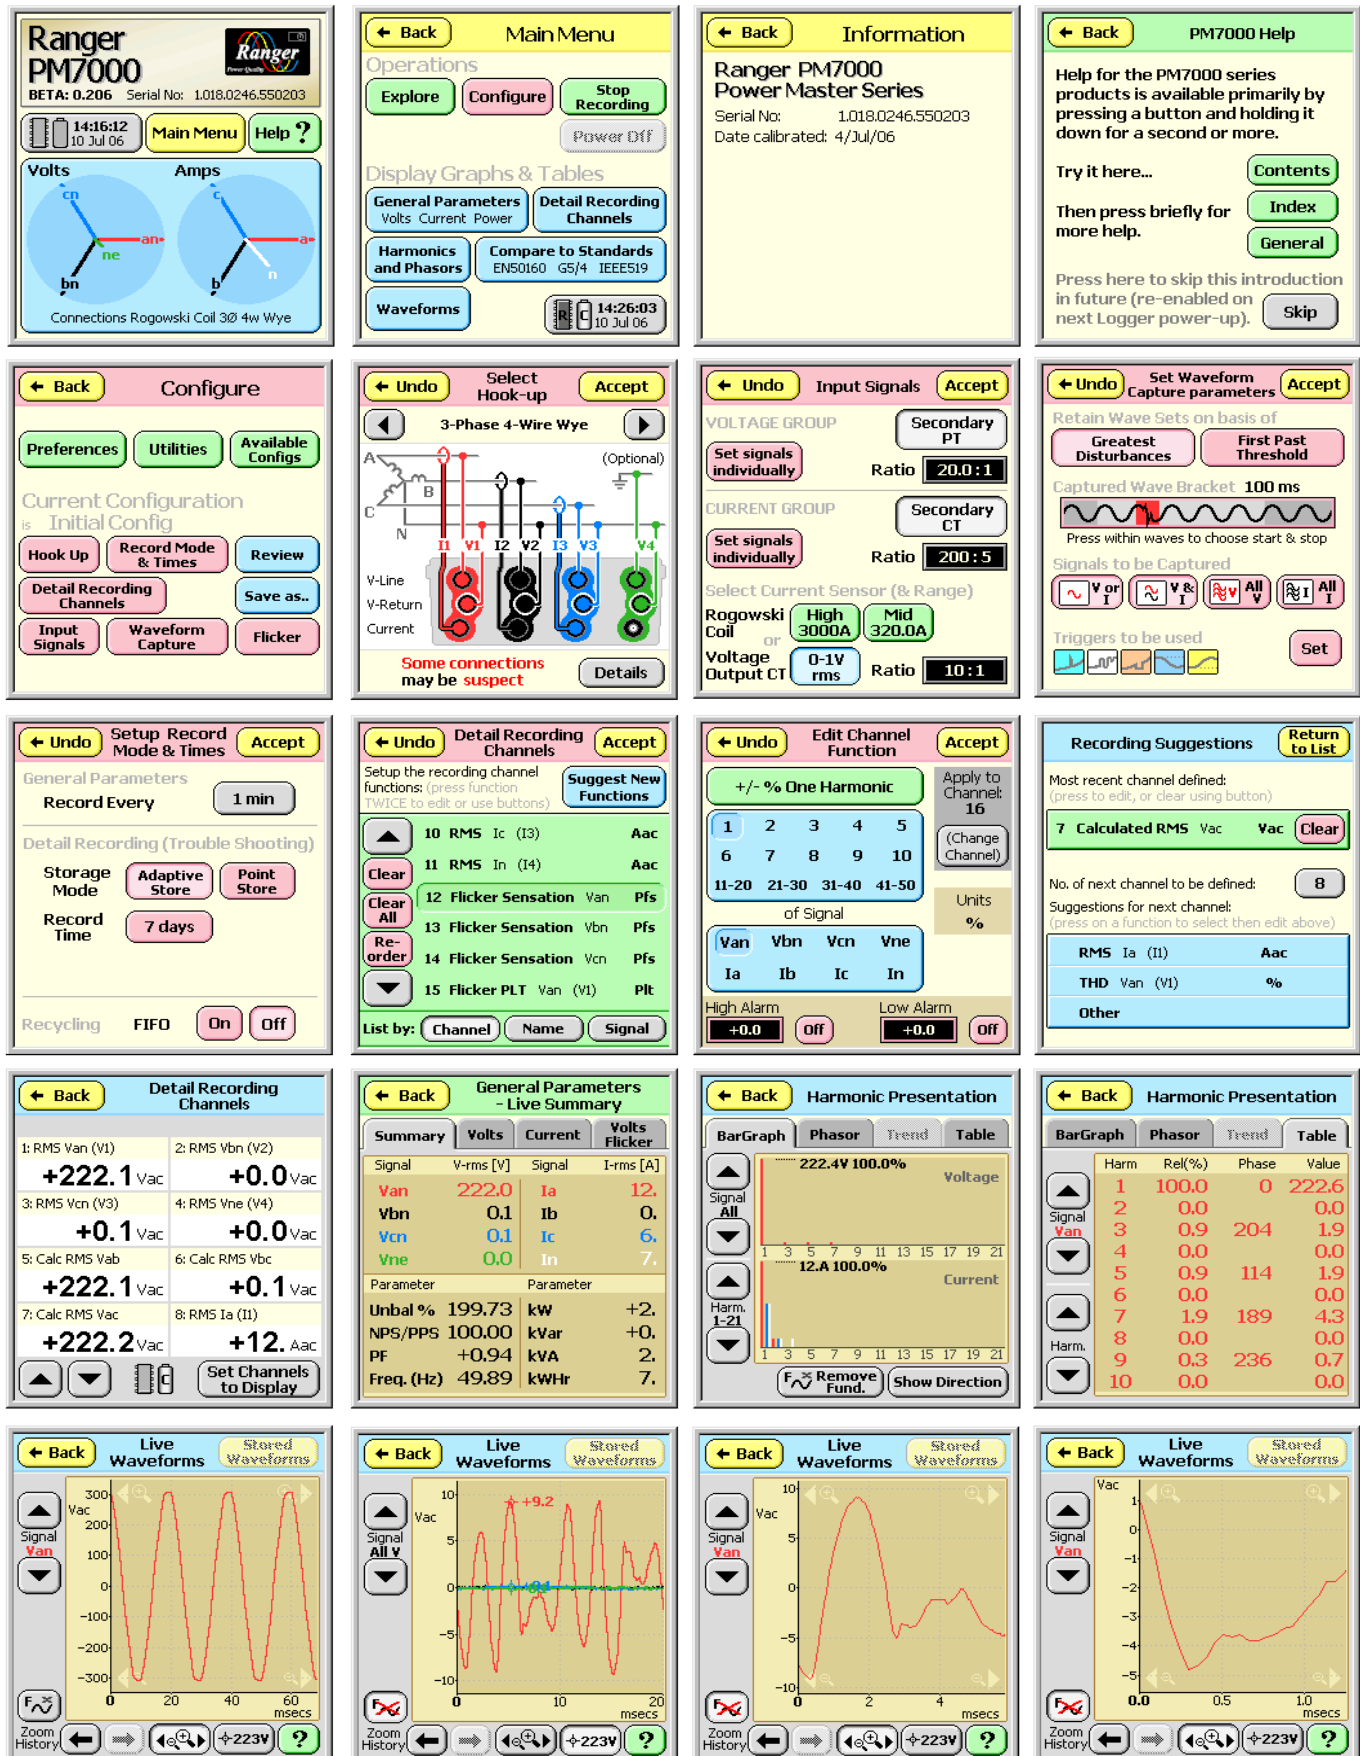 Ranger
PM7000
Ranger
Power Quality
BETA: 0.206 Serial No: 1.018.0246.550203
14:16:12
10 Jul 06
Main Menu
Help ?
Volts
Amps
cn
an
ne
bn
c
a
n
b
Connections Rogowski Coil 3Ø 4w Wye
← Back
Main Menu
Operations
Explore
Configure
Stop
Recording
Power Off
Display Graphs & Tables
General Parameters
Volts Current Power
Detail Recording
Channels
Harmonics
and Phasors
Compare to Standards
EN50160 G5/4 IEEE519
Waveforms
R C
14:26:03
10 Jul 06
← Back
Information
Ranger PM7000
Power Master Series
Serial No: 1.018.0246.550203
Date calibrated: 4/Jul/06
← Back
PM7000 Help
Help for the PM7000 series
products is available primarily by
pressing a button and holding it
down for a second or more.
Try it here...
Contents
Then press briefly for
more help.
Index
General
Press here to skip this introduction
in future (re-enabled on
next Logger power-up).
Skip
← Back
Configure
Preferences
Utilities
Available
Configs
Current Configuration
is Initial Config
Hook Up
Record Mode
& Times
Review
Detail Recording
Channels
Save as..
Input
Signals
Waveform
Capture
Flicker
← Undo
Select
Hook-up
Accept
3-Phase 4-Wire Wye
A
(Optional)
B
C
N
I1 V1 I2 V2 I3 V3 V4
V-Line
V-Return
Current
Some connections
may be suspect
Details
← Undo
Input Signals
Accept
VOLTAGE GROUP
Secondary
PT
Set signals
individually
Ratio 20.0:1
CURRENT GROUP
Secondary
CT
Set signals
individually
Ratio 200:5
Select Current Sensor (& Range)
Rogowski
Coil
or
High
3000A
Mid
320.0A
Voltage
Output CT
0-1V
rms
Ratio 10:1
← Undo
Set Waveform
Capture parameters
Accept
Retain Wave Sets on basis of
Greatest
Disturbances
First Past
Threshold
Captured Wave Bracket 100 ms
Press within waves to choose start & stop
Signals to be Captured
V or
I
V &
I
V All
V
I All
I
Triggers to be used
Set
← Undo
Setup Record
Mode & Times
Accept
General Parameters
Record Every
1 min
Detail Recording (Trouble Shooting)
Storage
Mode
Adaptive
Store
Point
Store
Record
Time
7 days
Recycling FIFO
On
Off
← Undo
Detail Recording
Channels
Accept
Setup the recording channel
functions: (press function
TWICE to edit or use buttons)
Suggest New
Functions
10 RMS Ic (I3) Aac
11 RMS In (I4) Aac
Clear
12 Flicker Sensation Van Pfs
Clear
All
13 Flicker Sensation Vbn Pfs
Re-
order
14 Flicker Sensation Vcn Pfs
15 Flicker PLT Van (V1) Plt
List by:
Channel
Name
Signal
← Undo
Edit Channel
Function
Accept
+/- % One Harmonic
Apply to
Channel:
16
1 2 3 4 5
6 7 8 9 10
11-20 21-30 31-40 41-50
(Change
Channel)
of Signal
Units
%
Van Vbn Vcn Vne
Ia Ib Ic In
High Alarm
+0.0
Off
Low Alarm
+0.0
Off
Recording Suggestions
Return
to List
Most recent channel defined:
(press to edit, or clear using button)
7 Calculated RMS Vac Vac
Clear
No. of next channel to be defined:
8
Suggestions for next channel:
(press on a function to select then edit above)
RMS Ia (I1) Aac
THD Van (V1) %
Other
← Back
Detail Recording
Channels
1: RMS Van (V1)
+222.1 Vac
2: RMS Vbn (V2)
+0.0 Vac
3: RMS Vcn (V3)
+0.1 Vac
4: RMS Vne (V4)
+0.0 Vac
5: Calc RMS Vab
+222.1 Vac
6: Calc RMS Vbc
+0.1 Vac
7: Calc RMS Vac
+222.2 Vac
8: RMS Ia (I1)
+12. Aac
C
Set Channels
to Display
← Back
General Parameters
- Live Summary
Summary
Volts
Current
Volts
Flicker
Signal V-rms [V] Signal I-rms [A]
Van 222.0 Ia 12.
Vbn 0.1 Ib 0.
Vcn 0.1 Ic 6.
Vne 0.0 In 7.
Parameter Parameter
Unbal % 199.73 kW +2.
NPS/PPS 100.00 kVar +0.
PF +0.94 kVA 2.
Freq. (Hz) 49.89 kWHr 7.
← Back
Harmonic Presentation
BarGraph
Phasor
Trend
Table
Signal
All
222.4V 100.0%
Voltage
1 3 5 7 9 11 13 15 17 19 21
12.A 100.0%
Current
Harm.
1-21
1 3 5 7 9 11 13 15 17 19 21
F
Remove
Fund.
Show Direction
← Back
Harmonic Presentation
BarGraph
Phasor
Trend
Table
Harm Rel(%) Phase Value
1 100.0 0 222.6
2 0.0 0.0
3 0.9 204 1.9
4 0.0 0.0
5 0.9 114 1.9
6 0.0 0.0
7 1.9 189 4.3
8 0.0 0.0
9 0.3 236 0.7
10 0.0 0.0
Signal
Van
Harm.
← Back
Live
Waveforms
Stored
Waveforms
Signal
Van
Vac
300
200
100
0
-100
-200
-300
0 20 40 60
msecs
F
Zoom
History
223V
?
← Back
Live
Waveforms
Stored
Waveforms
Signal
All V
Vac
10
5
0
-5
-10
+9.2
0 10 20
msecs
F
Zoom
History
223V
?
← Back
Live
Waveforms
Stored
Waveforms
Signal
Van
Vac
10
5
0
-5
-10
0 2 4
msecs
F
Zoom
History
223V
?
← Back
Live
Waveforms
Stored
Waveforms
Signal
Van
Vac
1
0
-1
-2
-3
-4
-5
0.0 0.5 1.0
msecs
F
Zoom
History
223V
?